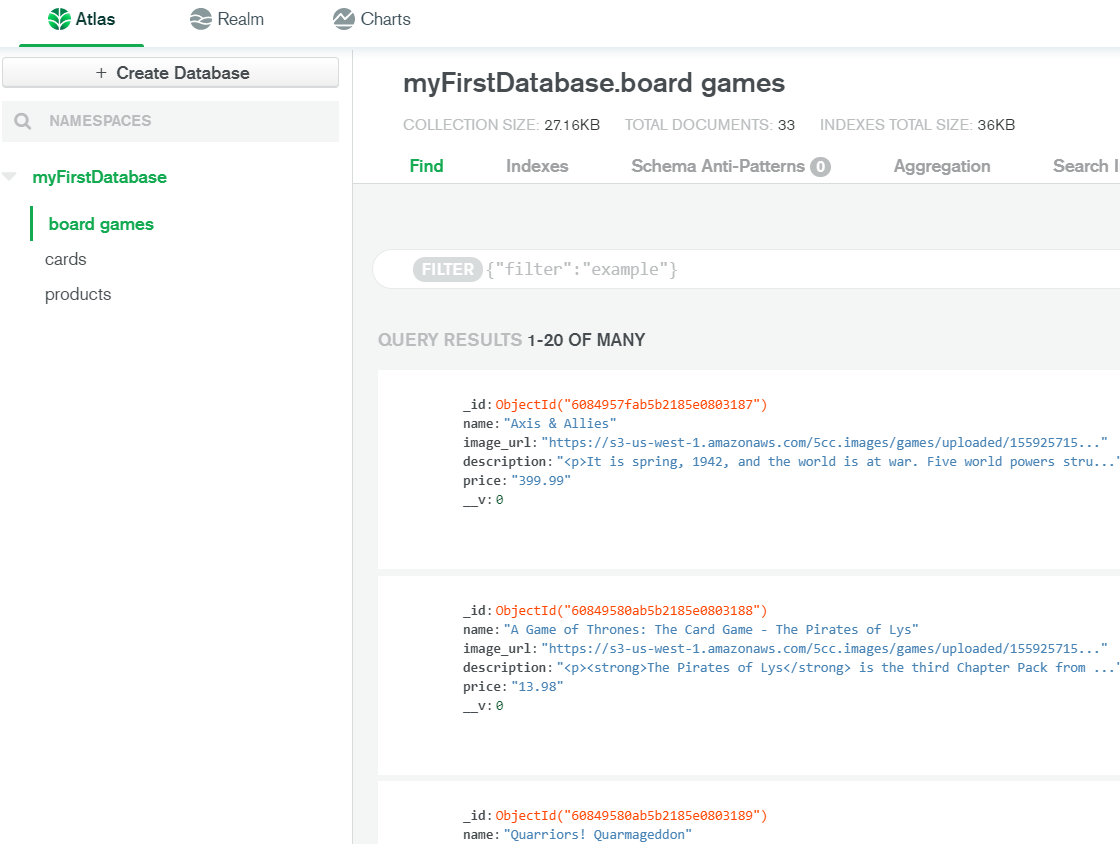 Atlas Realm Charts
+ Create Database
NAMESPACES
myFirstDatabase
board games
cards
products
myFirstDatabase.board games
COLLECTION SIZE: 27.16KB TOTAL DOCUMENTS: 33 INDEXES TOTAL SIZE: 36KB
Find Indexes Schema Anti-Patterns 0 Aggregation Search I
FILTER {"filter":"example"}
QUERY RESULTS 1-20 OF MANY
_id: ObjectId("6084957fab5b2185e0803187")
name: "Axis & Allies"
image_url: "https://s3-us-west-1.amazonaws.com/5cc.images/games/uploaded/155925715..."
description: "<p>It is spring, 1942, and the world is at war. Five world powers stru..."
price: "399.99"
__v: 0
_id: ObjectId("60849580ab5b2185e0803188")
name: "A Game of Thrones: The Card Game - The Pirates of Lys"
image_url: "https://s3-us-west-1.amazonaws.com/5cc.images/games/uploaded/155925715..."
description: "<p><strong>The Pirates of Lys</strong> is the third Chapter Pack from ..."
price: "13.98"
__v: 0
_id: ObjectId("60849580ab5b2185e0803189")
name: "Quarriors! Quarmageddon"